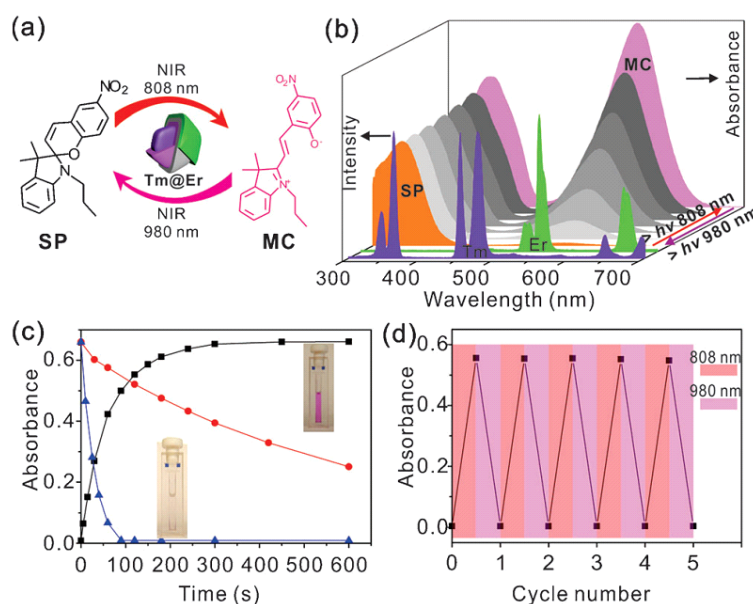 (a)
NO₂
NIR
808 nm
O
N
Tm@Er
NIR
980 nm
SP
NO₂
O⁻
N⁺
MC
(b)
MC
Absorbance
Intensity
SP
Tm
Er
> hv 808 nm
> hv 980 nm
300 400 500 600 700
Wavelength (nm)
(c)
Absorbance
0.6
0.4
0.2
0.0
0 100 200 300 400 500 600
Time (s)
(d)
Absorbance
0.6
0.4
0.2
0.0
808 nm
980 nm
0 1 2 3 4 5
Cycle number